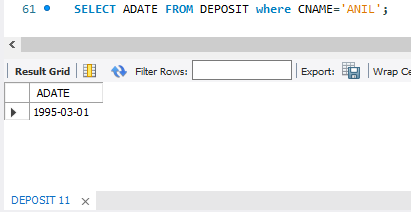 61 SELECT ADATE FROM DEPOSIT where CNAME='ANIL';
Result Grid Filter Rows: Export: Wrap Ce
ADATE
1995-03-01
DEPOSIT 11 ×